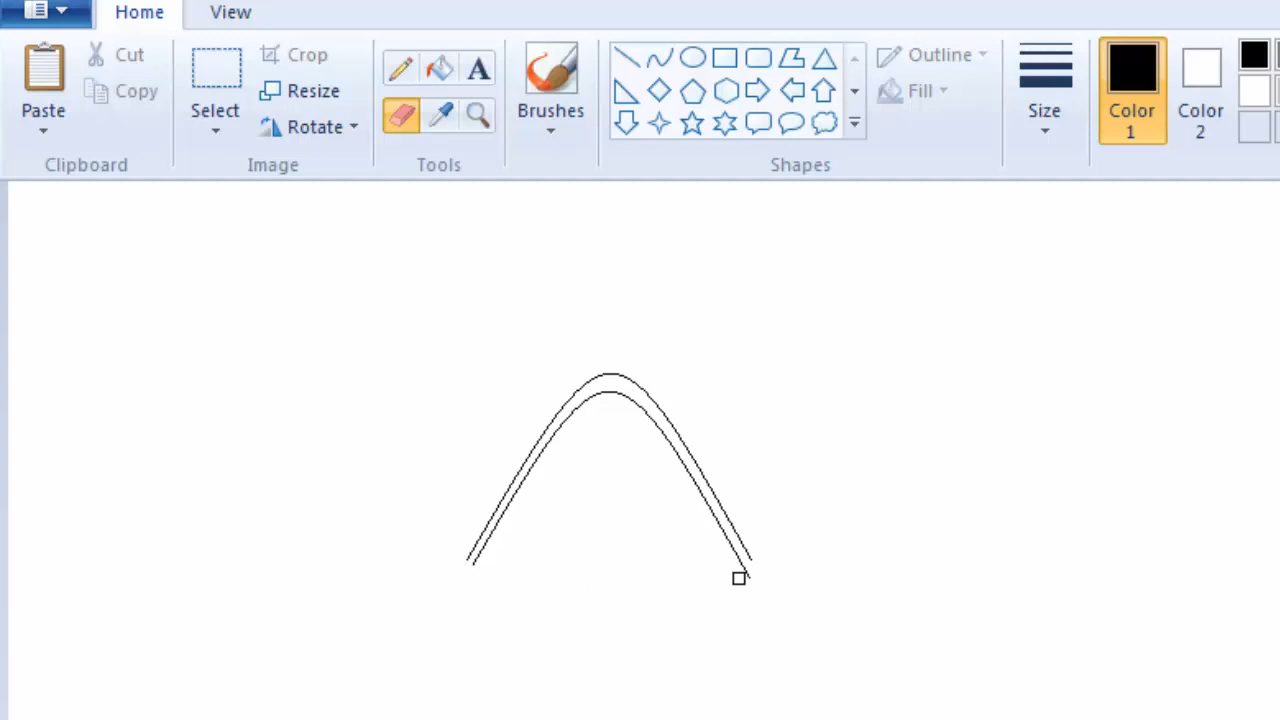 Home View
Paste
Cut
Copy
Clipboard
Select
Crop
Resize
Rotate
Image
A
Tools
Brushes
Shapes
Outline
Fill
Size
Color
1
Color
2